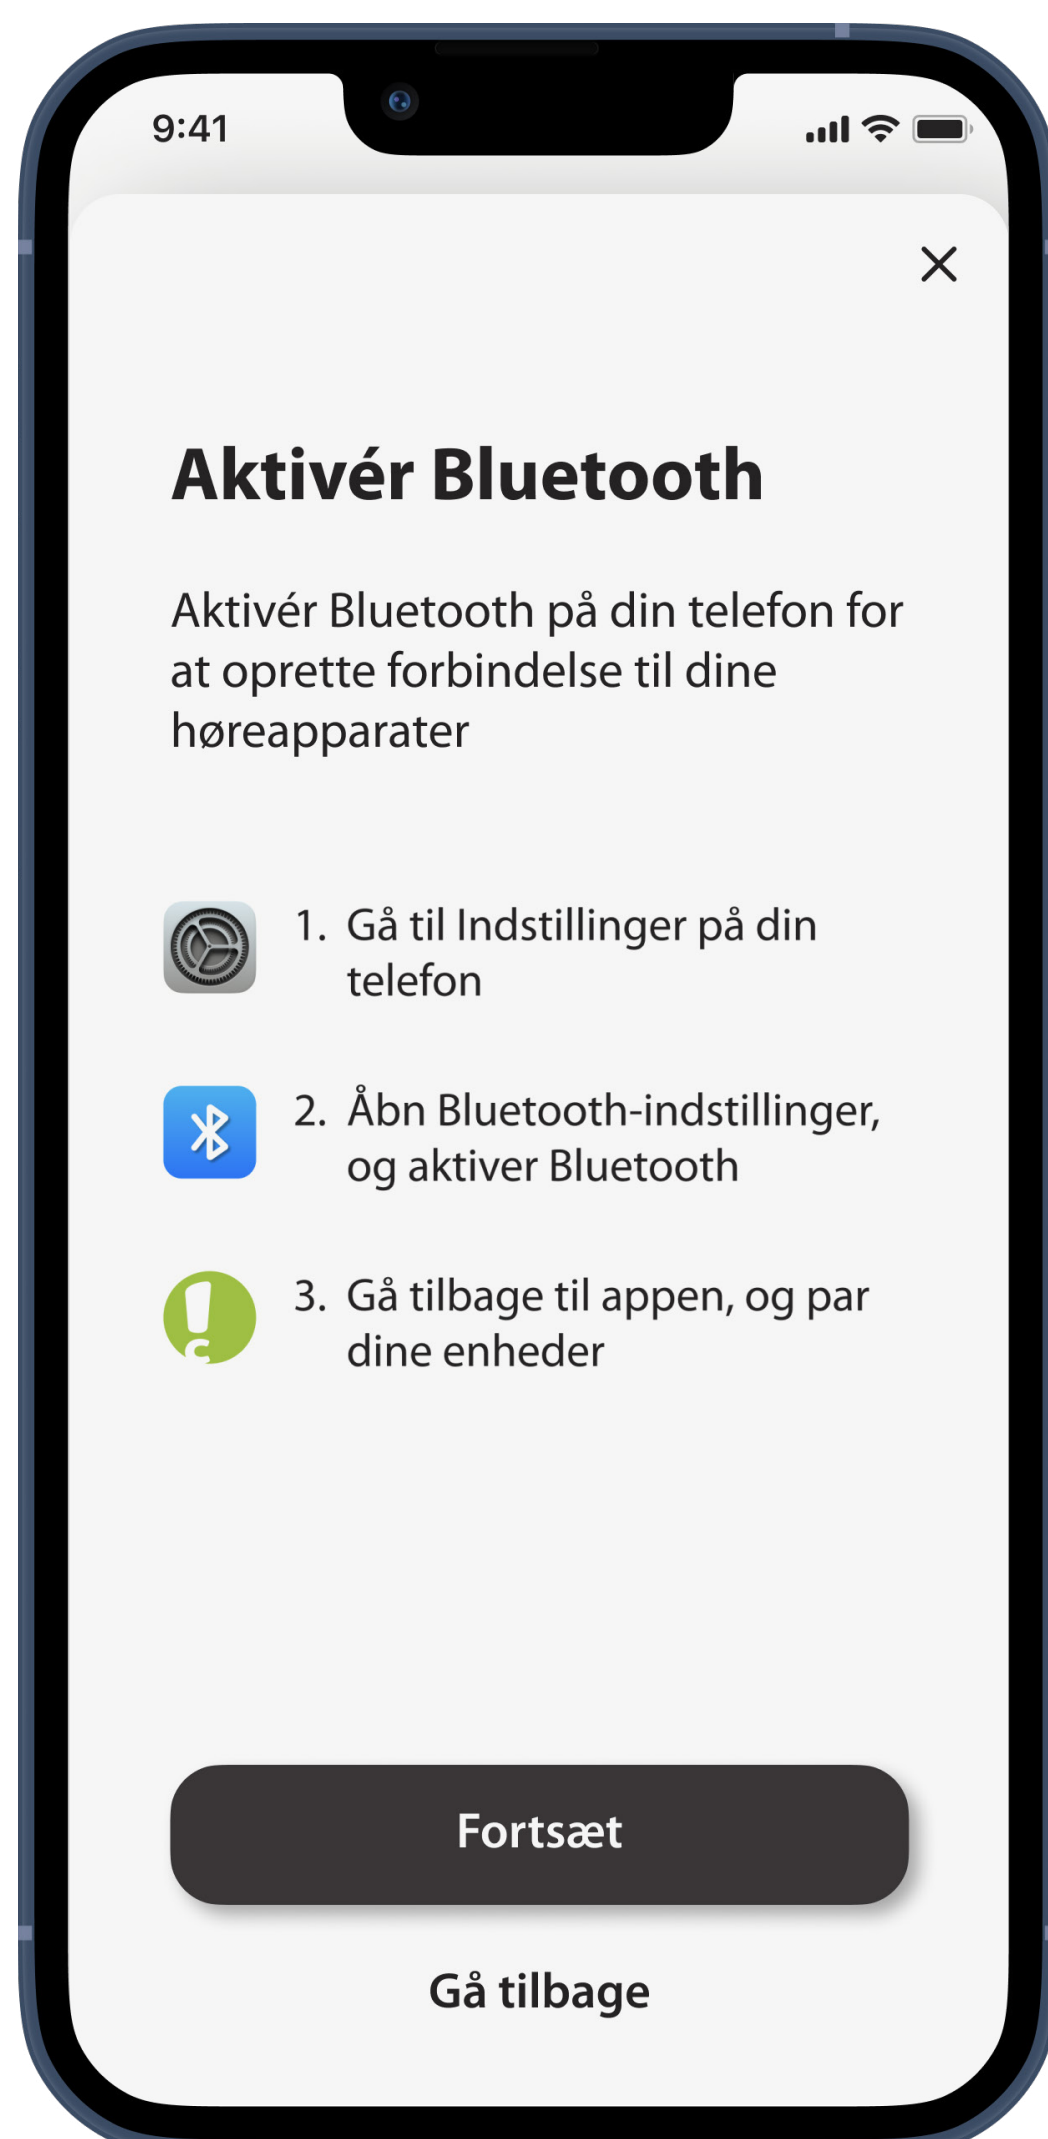 9:41
Aktivér Bluetooth
Aktivér Bluetooth på din telefon for
at oprette forbindelse til dine
høreapparater
1. Gå til Indstillinger på din
telefon
2. Åbn Bluetooth-indstillinger,
og aktiver Bluetooth
3. Gå tilbage til appen, og par
dine enheder
Fortsæt
Gå tilbage